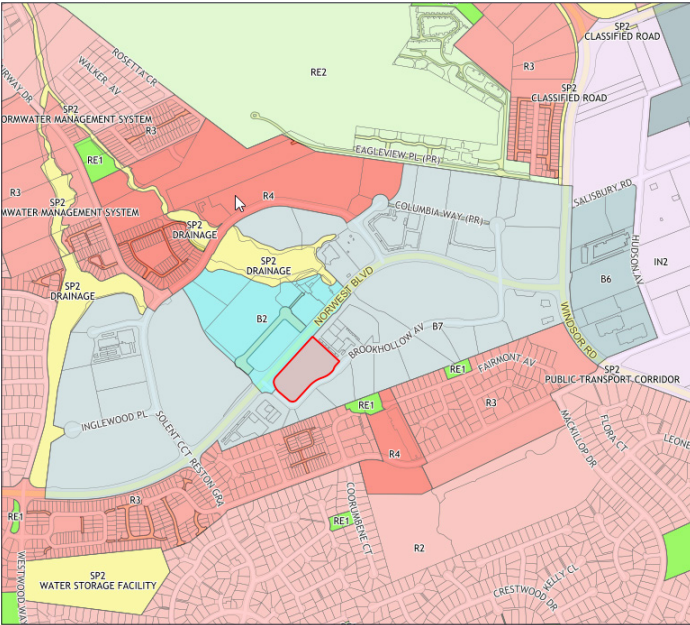 SP2
CLASSIFIED ROAD
ROSETTA CR
WALKER AV
RE2
R3
SP2
CLASSIFIED ROAD
SP2
ORMWATER MANAGEMENT SYSTEM
R3
EAGLEVIEW PL (PR)
RE1
R3
R4
SALISBURY RD
SP2
MWATER MANAGEMENT SYSTEM
COLUMBIA WAY (PR)
SP2
DRAINAGE
HUDSON AV
SP2
DRAINAGE
IN2
B6
SP2
DRAINAGE
NORWEST BLVD
B2
WINDSOR RD
B7
BROOKHOLLOW AV
SP2
PUBLIC TRANSPORT CORRIDOR
RE1
FAIRMONT AV
RE1
R3
INGLEWOOD PL
SOLENT CCT
RESTON GRA
MACKILLOP DR
FLORA CT
LEONE
R4
R3
COORUMBENE CT
RE1
RE1
R2
WESTWOOD WAY
SP2
WATER STORAGE FACILITY
KELLY CL
CRESTWOOD DR